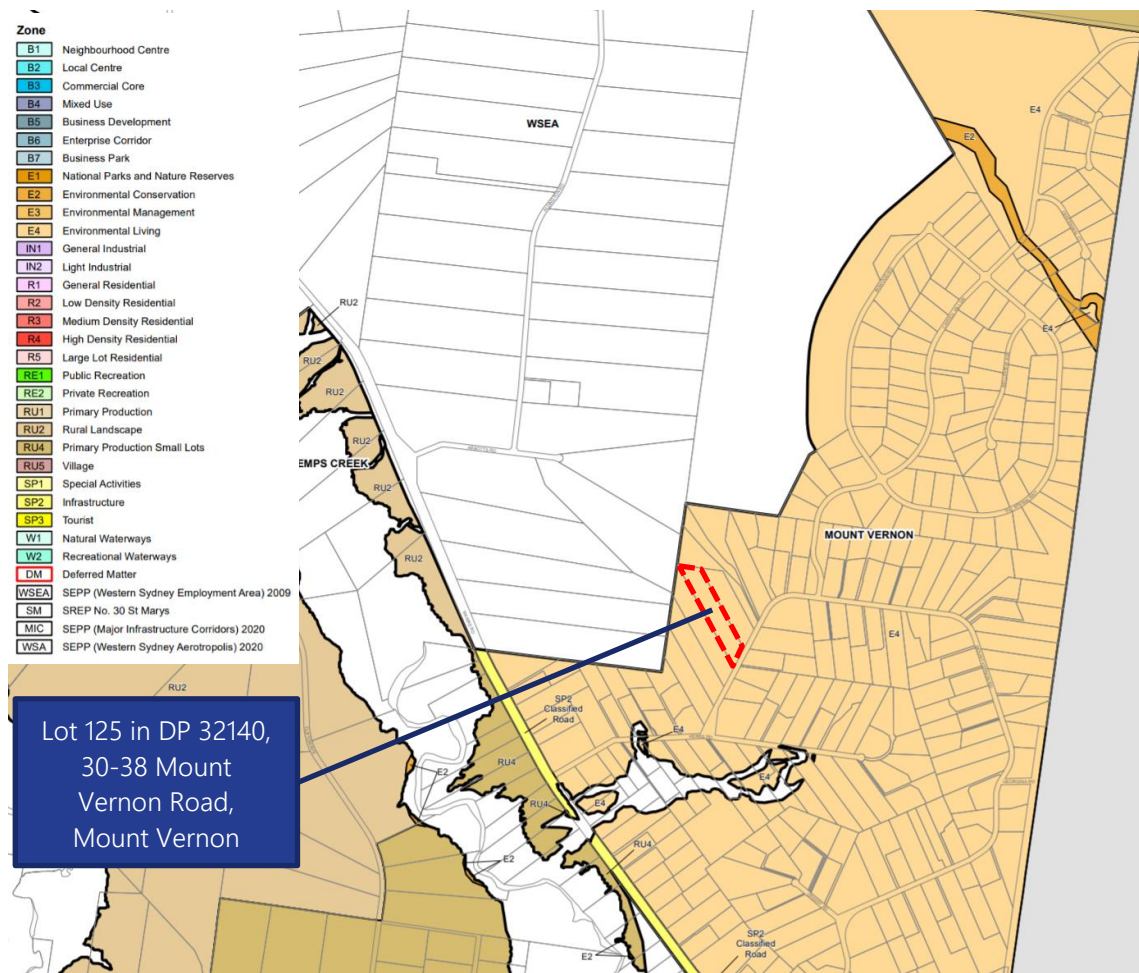 Zone
B1 Neighbourhood Centre
B2 Local Centre
B3 Commercial Core
B4 Mixed Use
B5 Business Development
B6 Enterprise Corridor
B7 Business Park
E1 National Parks and Nature Reserves
E2 Environmental Conservation
E3 Environmental Management
E4 Environmental Living
IN1 General Industrial
IN2 Light Industrial
R1 General Residential
R2 Low Density Residential
R3 Medium Density Residential
R4 High Density Residential
R5 Large Lot Residential
RE1 Public Recreation
RE2 Private Recreation
RU1 Primary Production
RU2 Rural Landscape
RU4 Primary Production Small Lots
RU5 Village
SP1 Special Activities
SP2 Infrastructure
SP3 Tourist
W1 Natural Waterways
W2 Recreational Waterways
DM Deferred Matter
WSEA SEPP (Western Sydney Employment Area) 2009
SM SREP No. 30 St Marys
MIC SEPP (Major Infrastructure Corridors) 2020
WSA SEPP (Western Sydney Aerotropolis) 2020
WSEA
E4
E2
RU2
E4
RU2
RU2
RU2
EMPS CREEK
RU2
RU2
MOUNT VERNON
E4
RU2
SP2
Classified
Road
E4
Lot 125 in DP 32140,
30-38 Mount
Vernon Road,
Mount Vernon
RU4
E2
E4
RU4
E4
RU4
E2
SP2
Classified
Road
E2